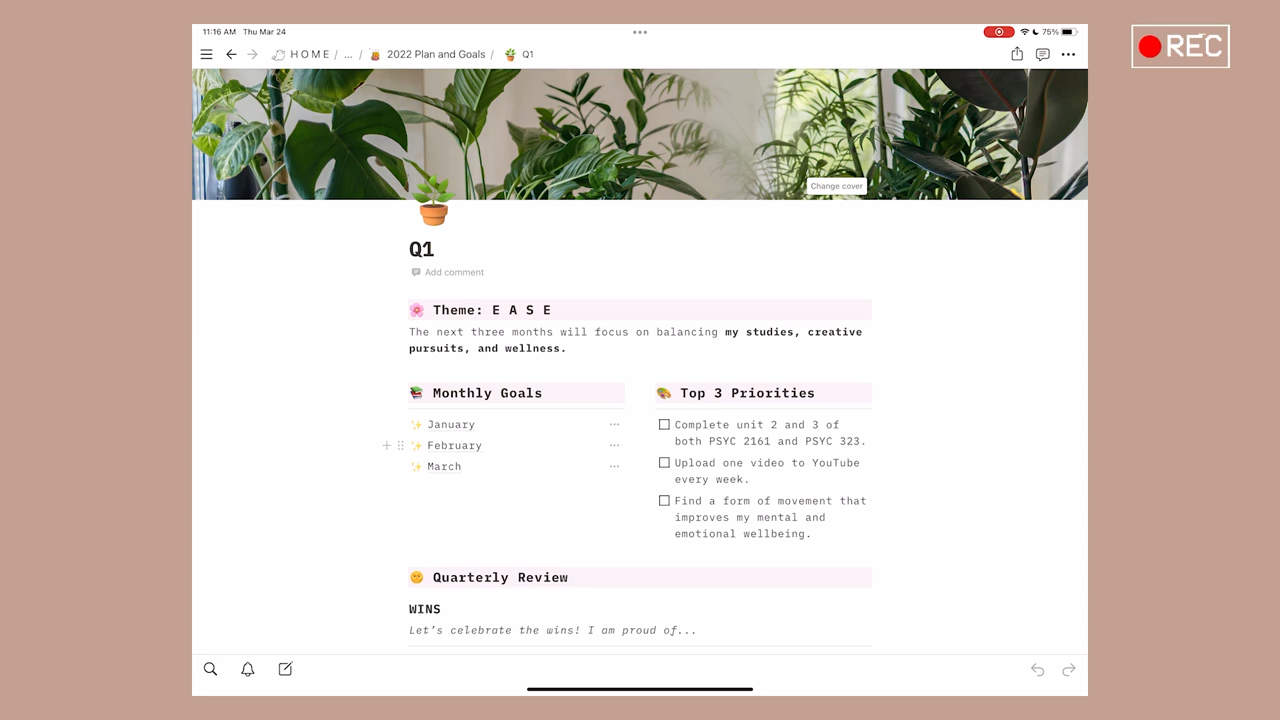 11:16 AM Thu Mar 24
75%
REC
HOME / ... / 2022 Plan and Goals / Q1
Change cover
Q1
Add comment
Theme: E A S E
The next three months will focus on balancing my studies, creative
pursuits, and wellness.
Monthly Goals
January
February
March
Top 3 Priorities
Complete unit 2 and 3 of
both PSYC 2161 and PSYC 323.
Upload one video to YouTube
every week.
Find a form of movement that
improves my mental and
emotional wellbeing.
Quarterly Review
WINS
Let’s celebrate the wins! I am proud of...